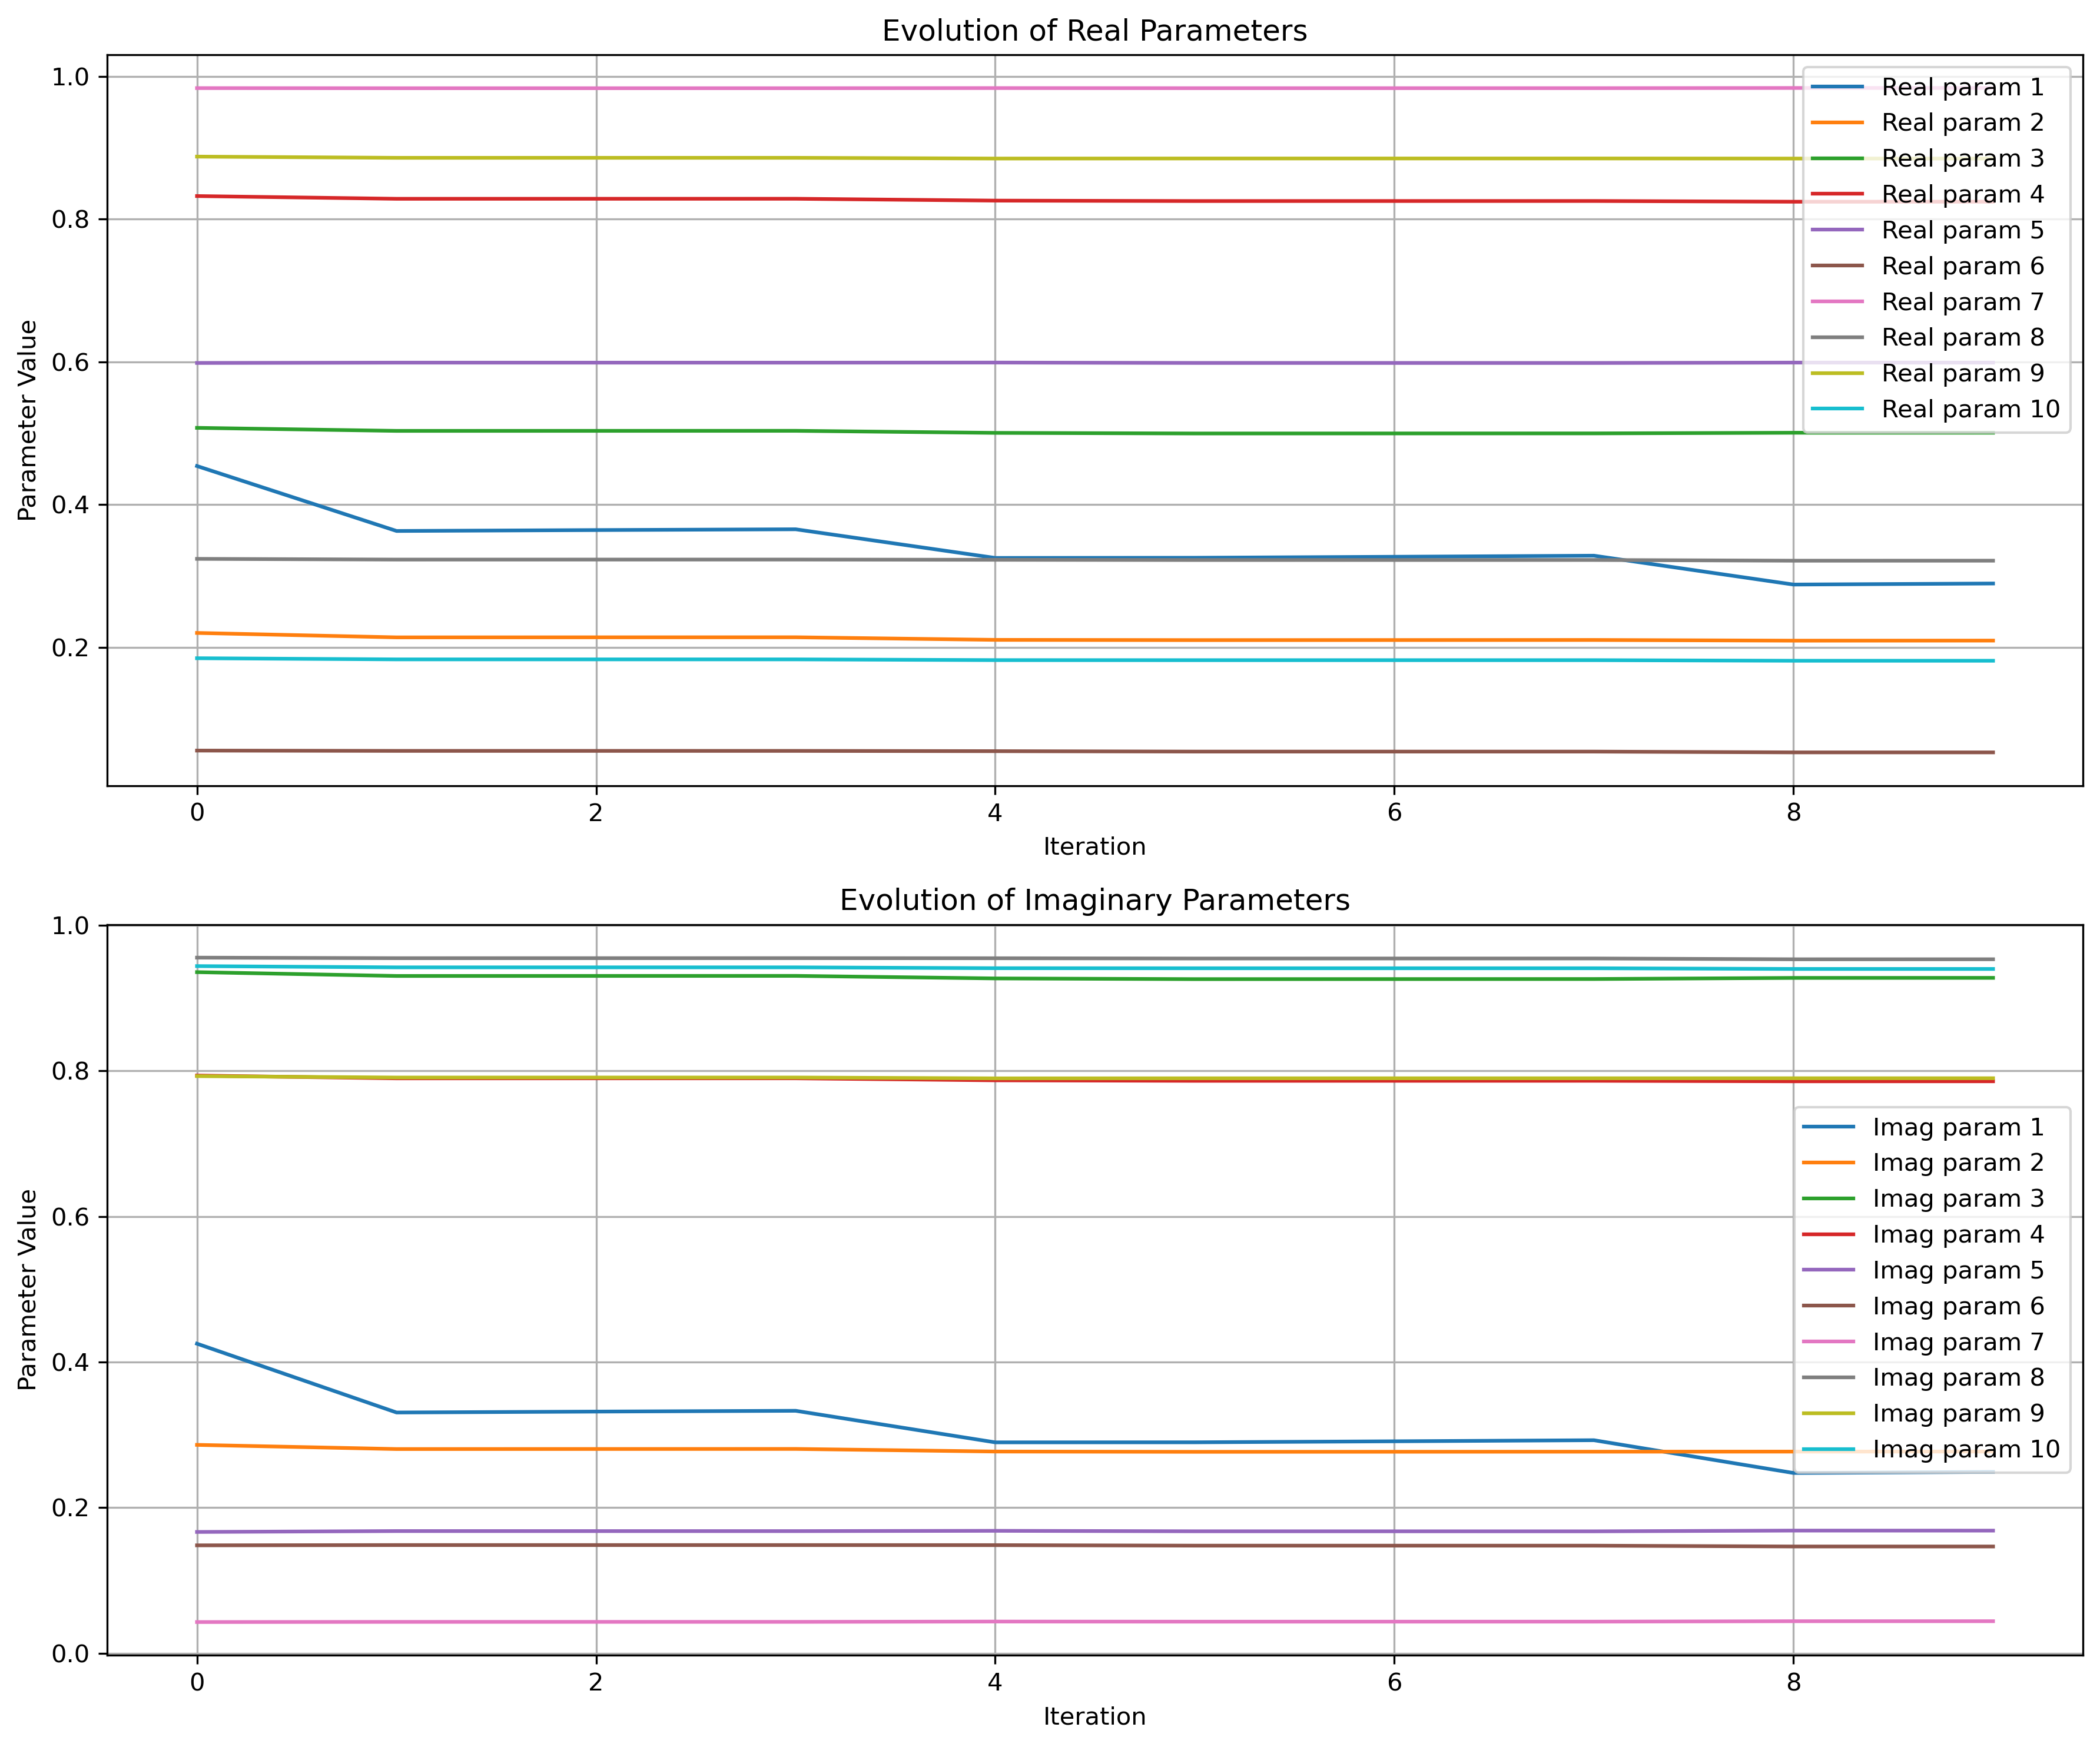 Evolution of Real Parameters
1.0
0.8
0.6
0.4
0.2
Parameter Value
Real param 1
Real param 2
Real param 3
Real param 4
Real param 5
Real param 6
Real param 7
Real param 8
Real param 9
Real param 10
0 2 4 6 8
Iteration
Evolution of Imaginary Parameters
1.0
0.8
0.6
0.4
0.2
0.0
Parameter Value
Imag param 1
Imag param 2
Imag param 3
Imag param 4
Imag param 5
Imag param 6
Imag param 7
Imag param 8
Imag param 9
Imag param 10
0 2 4 6 8
Iteration